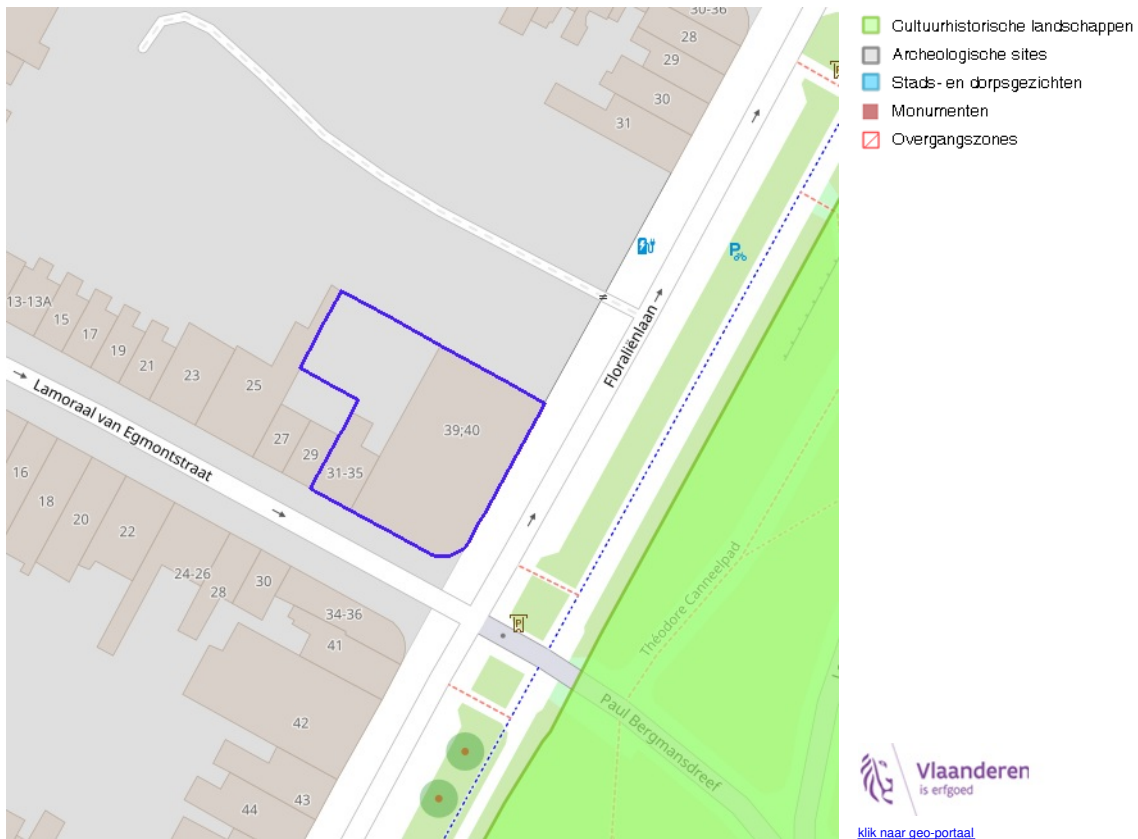 30-36
28
29
30
31
13-13A
15
17
19
21
23
25
27
29
31-35
39;40
Floraliënlaan
P
Lamoraal van Egmontstraat
16
18
20
22
24-26
28
30
34-36
41
42
43
44
P
Théodore Canneelpad
Paul Bergmansdreef
Cultuurhistorische landschappen
Archeologische sites
Stads- en dorpsgezichten
Monumenten
Overgangszones
Vlaanderen
is erfgoed
klik naar geo-portaal